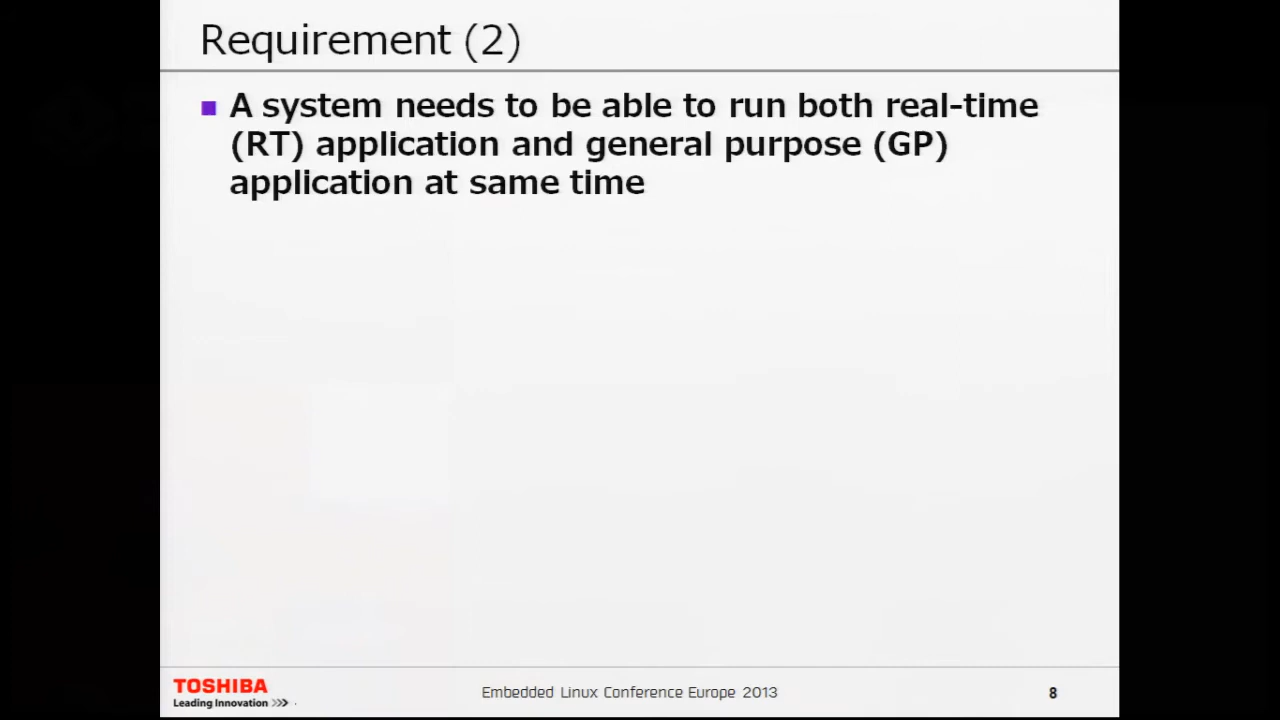 Requirement (2)
A system needs to be able to run both real-time
(RT) application and general purpose (GP)
application at same time
TOSHIBA
Leading Innovation >>>
Embedded Linux Conference Europe 2013
8